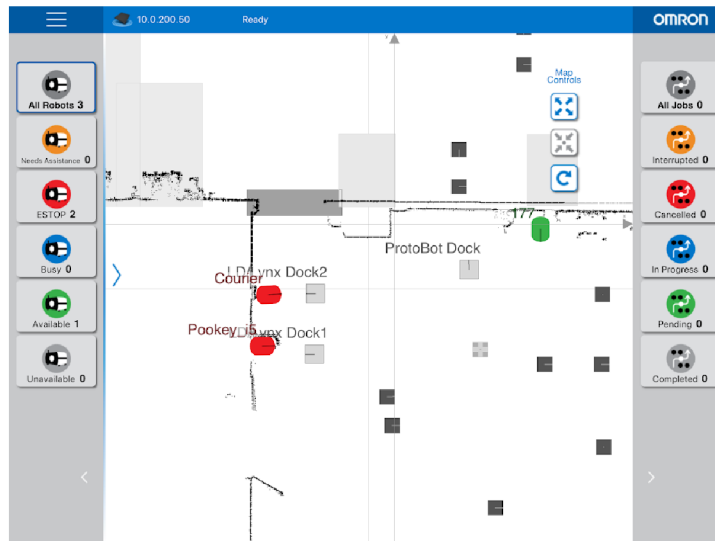 10.0.200.50 Ready OMRON
All Robots 3
Needs Assistance 0
ESTOP 2
Busy 0
Available 1
Unavailable 0
Map
Controls
177
ProtoBot Dock
Dock2
Courier
Pookey_i5
Dock1
All Jobs 0
Interrupted 0
Cancelled 0
In Progress 0
Pending 0
Completed 0